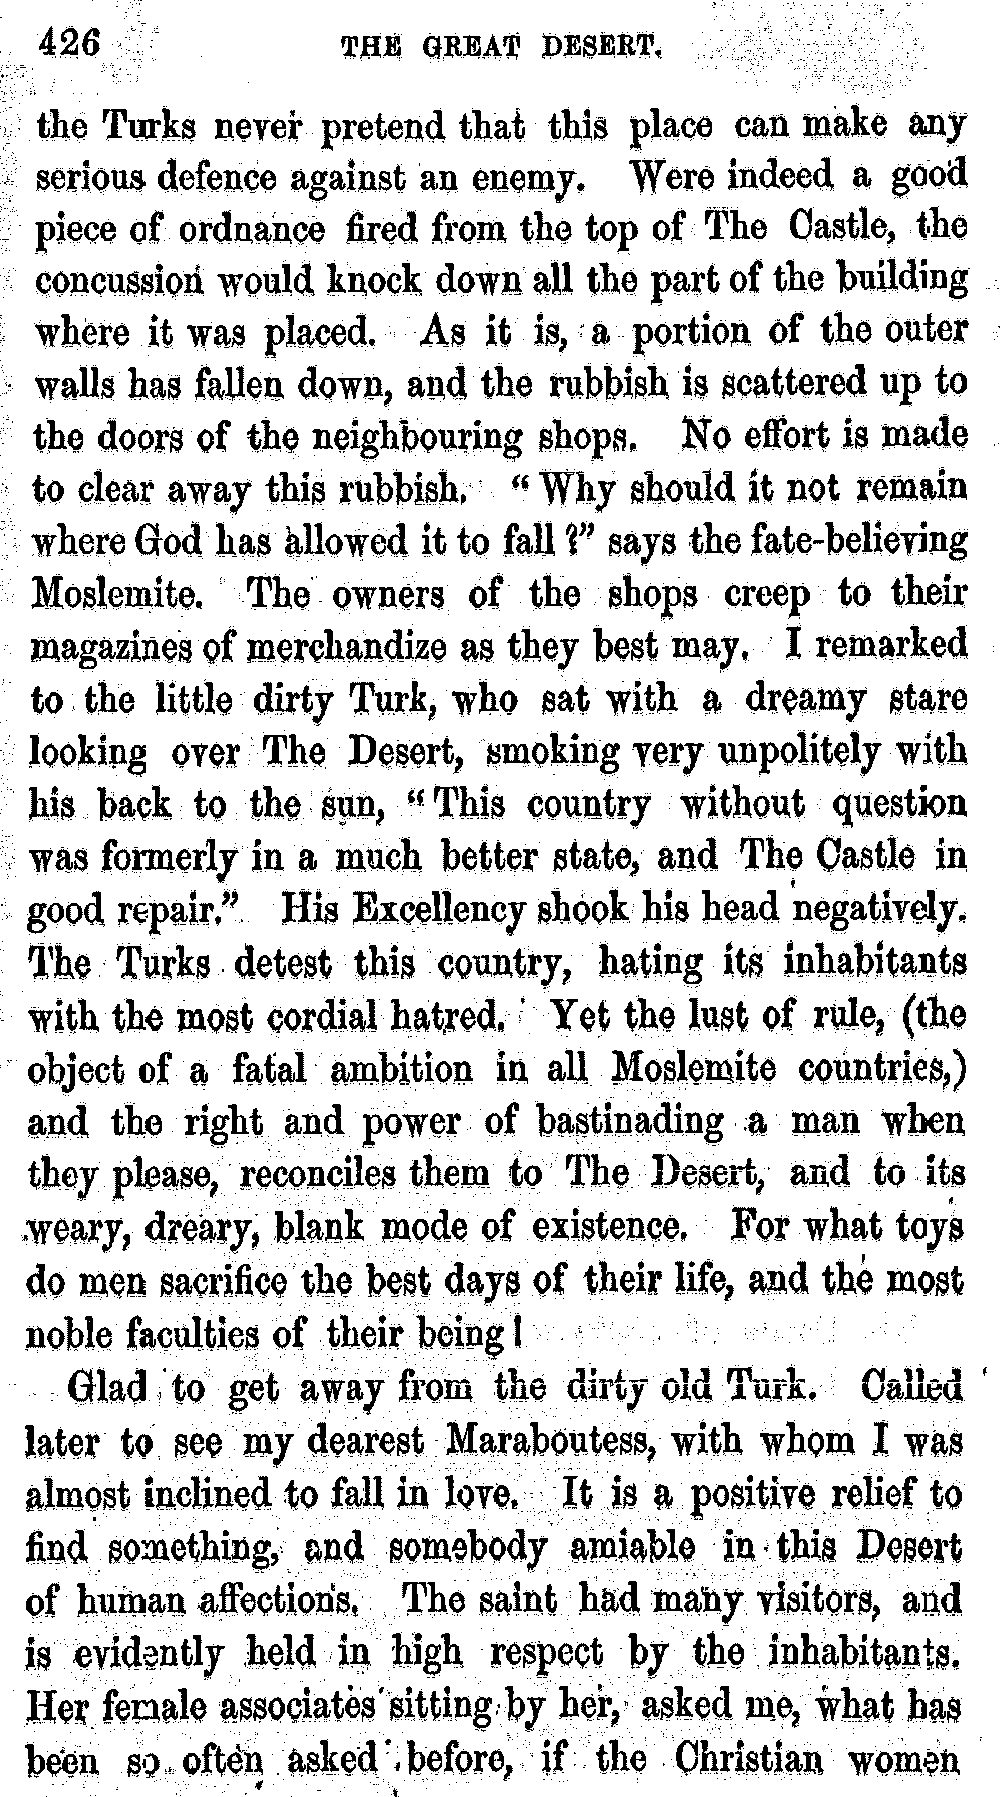 426 THE GREAT DESERT.
the Turks never pretend that this place can make any
serious defence against an enemy. Were indeed a good
piece of ordnance fired from the top of The Castle, the
concussion would knock down all the part of the building
where it was placed. As it is, a portion of the outer
walls has fallen down, and the rubbish is scattered up to
the doors of the neighbouring shops. No effort is made
to clear away this rubbish. “Why should it not remain
where God has allowed it to fall?” says the fate-believing
Moslemite. The owners of the shops creep to their
magazines of merchandize as they best may. I remarked
to the little dirty Turk, who sat with a dreamy stare
looking over The Desert, smoking very unpolitely with
his back to the sun, “This country without question
was formerly in a much better state, and The Castle in
good repair.” His Excellency shook his head negatively.
The Turks detest this country, hating its inhabitants
with the most cordial hatred. Yet the lust of rule, (the
object of a fatal ambition in all Moslemite countries,)
and the right and power of bastinading a man when
they please, reconciles them to The Desert, and to its
weary, dreary, blank mode of existence. For what toys
do men sacrifice the best days of their life, and the most
noble faculties of their being!
Glad to get away from the dirty old Turk. Called
later to see my dearest Maraboutess, with whom I was
almost inclined to fall in love. It is a positive relief to
find something, and somebody amiable in this Desert
of human affections. The saint had many visitors, and
is evidently held in high respect by the inhabitants.
Her female associates sitting by her, asked me, what has
been so often asked before, if the Christian women